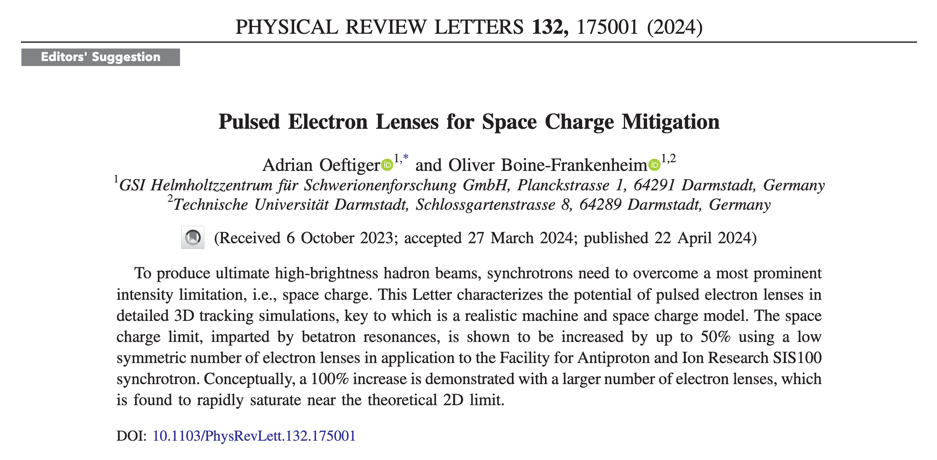 PHYSICAL REVIEW LETTERS 132, 175001 (2024)
Editors' Suggestion
Pulsed Electron Lenses for Space Charge Mitigation
Adrian Oeftiger1,* and Oliver Boine-Frankenheim1,2
1GSI Helmholtzzentrum für Schwerionenforschung GmbH, Planckstrasse 1, 64291 Darmstadt, Germany
2Technische Universität Darmstadt, Schlossgartenstrasse 8, 64289 Darmstadt, Germany
(Received 6 October 2023; accepted 27 March 2024; published 22 April 2024)
To produce ultimate high-brightness hadron beams, synchrotrons need to overcome a most prominent
intensity limitation, i.e., space charge. This Letter characterizes the potential of pulsed electron lenses in
detailed 3D tracking simulations, key to which is a realistic machine and space charge model. The space
charge limit, imparted by betatron resonances, is shown to be increased by up to 50% using a low
symmetric number of electron lenses in application to the Facility for Antiproton and Ion Research SIS100
synchrotron. Conceptually, a 100% increase is demonstrated with a larger number of electron lenses, which
is found to rapidly saturate near the theoretical 2D limit.
DOI: 10.1103/PhysRevLett.132.175001